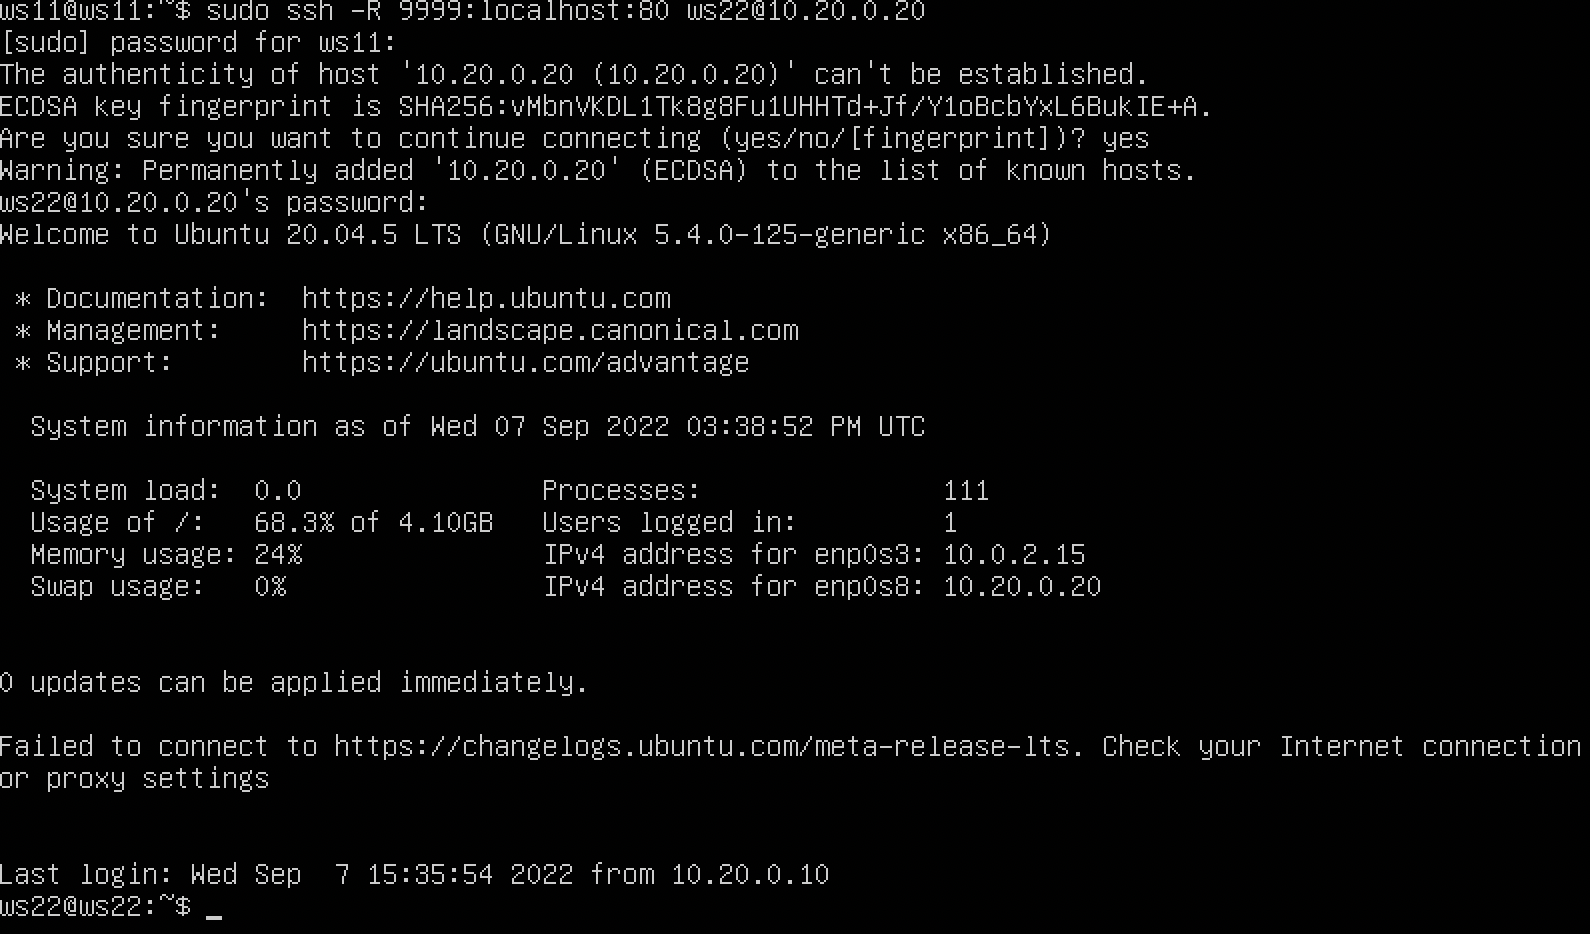 ws11@ws11:~$ sudo ssh -R 9999:localhost:80 ws22@10.20.0.20
[sudo] password for ws11:
The authenticity of host '10.20.0.20 (10.20.0.20)' can't be established.
ECDSA key fingerprint is SHA256:vMbnVKDL1Tk8g8Fu1UHHTd+Jf/Y1oBcbYxL6BukIE+A.
Are you sure you want to continue connecting (yes/no/[fingerprint])? yes
Warning: Permanently added '10.20.0.20' (ECDSA) to the list of known hosts.
ws22@10.20.0.20's password:
Welcome to Ubuntu 20.04.5 LTS (GNU/Linux 5.4.0-125-generic x86_64)

 * Documentation:  https://help.ubuntu.com
 * Management:     https://landscape.canonical.com
 * Support:        https://ubuntu.com/advantage

  System information as of Wed 07 Sep 2022 03:38:52 PM UTC

  System load:  0.0               Processes:               111
  Usage of /:   68.3% of 4.10GB   Users logged in:         1
  Memory usage: 24%               IPv4 address for enp0s3: 10.0.2.15
  Swap usage:   0%                IPv4 address for enp0s8: 10.20.0.20

0 updates can be applied immediately.

Failed to connect to https://changelogs.ubuntu.com/meta-release-lts. Check your Internet connection
or proxy settings

Last login: Wed Sep  7 15:35:54 2022 from 10.20.0.10
ws22@ws22:~$ _